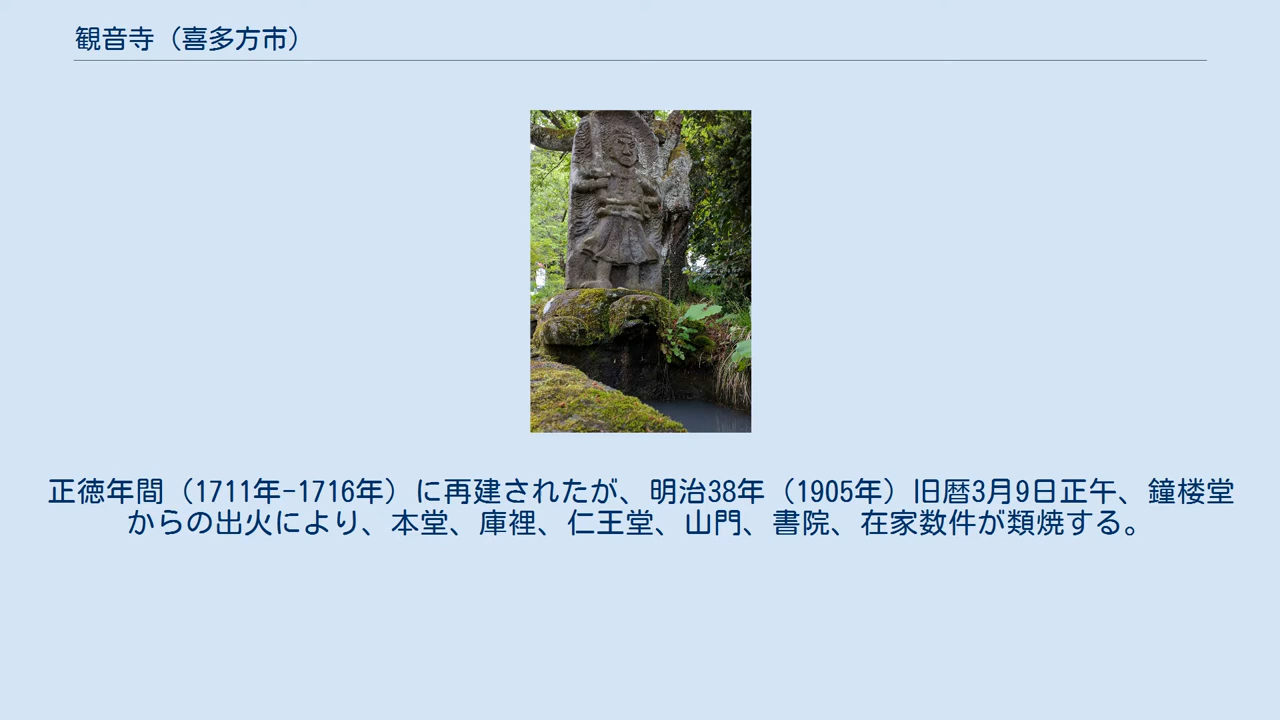 観音寺（喜多方市）
正徳年間（1711年-1716年）に再建されたが、明治38年（1905年）旧暦3月9日正午、鐘楼堂
からの出火により、本堂、庫裡、仁王堂、山門、書院、在家数件が類焼する。